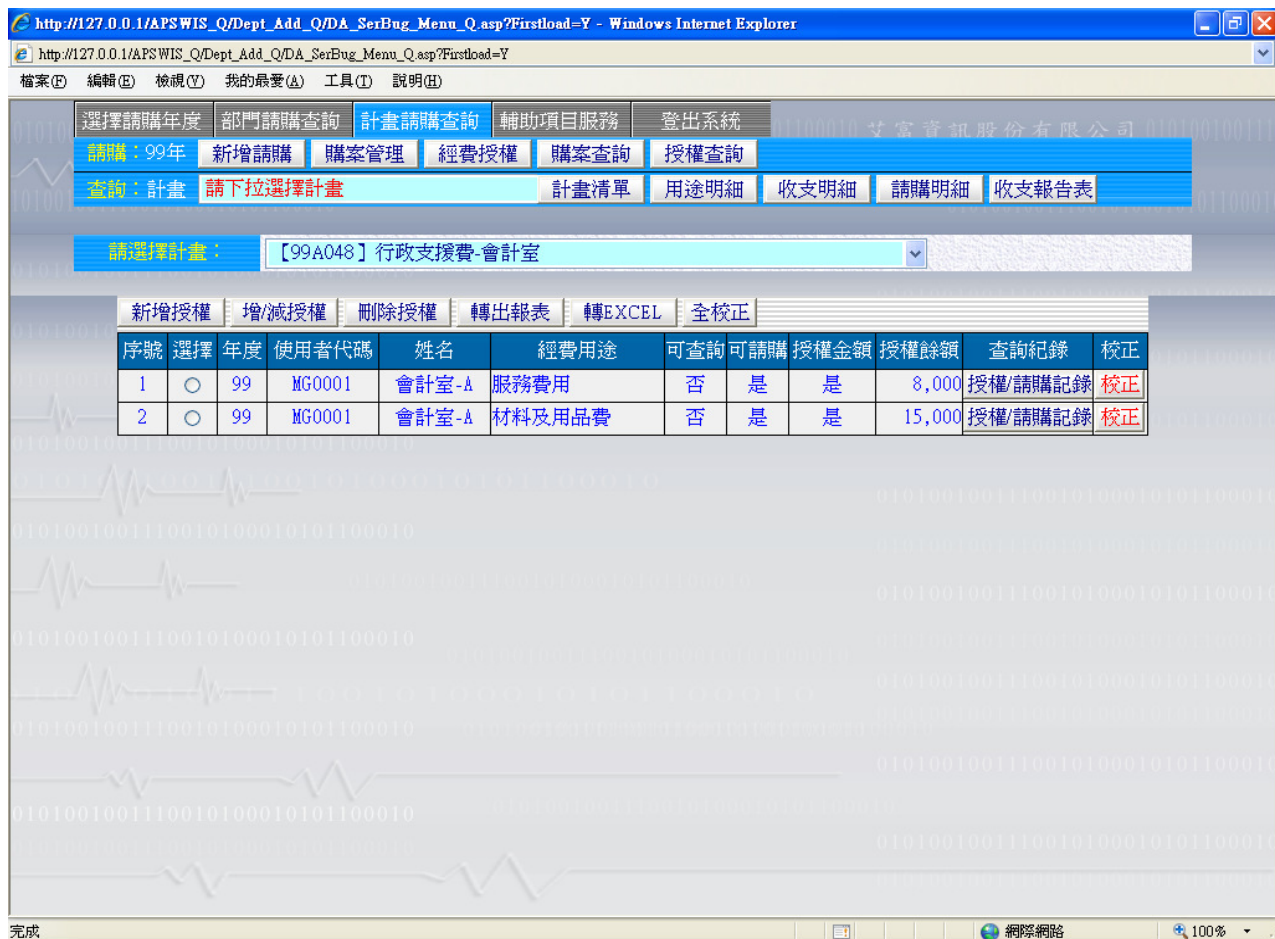 http://127.0.0.1/APSWIS_Q/Dept_Add_Q/DA_SerBug_Menu_Q.asp?Firstload=Y - Windows Internet Explorer
http://127.0.0.1/APSWIS_Q/Dept_Add_Q/DA_SerBug_Menu_Q.asp?Firstload=Y
檔案(F) 編輯(E) 檢視(V) 我的最愛(A) 工具(T) 說明(H)
選擇請購年度 部門請購查詢 計畫請購查詢 輔助項目服務 登出系統 艾富資訊股份有限公司
請購：99年 新增請購 購案管理 經費授權 購案查詢 授權查詢
查詢：計畫 請下拉選擇計畫 計畫清單 用途明細 收支明細 請購明細 收支報告表
請選擇計畫： 【99A048】行政支援費-會計室
新增授權 增/減授權 刪除授權 轉出報表 轉EXCEL 全校正
序號 選擇 年度 使用者代碼 姓名 經費用途 可查詢 可請購 授權金額 授權餘額 查詢紀錄 校正
1 99 MG0001 會計室-A 服務費用 否 是 是 8,000 授權/請購記錄 校正
2 99 MG0001 會計室-A 材料及用品費 否 是 是 15,000 授權/請購記錄 校正
完成 網際網路 100%